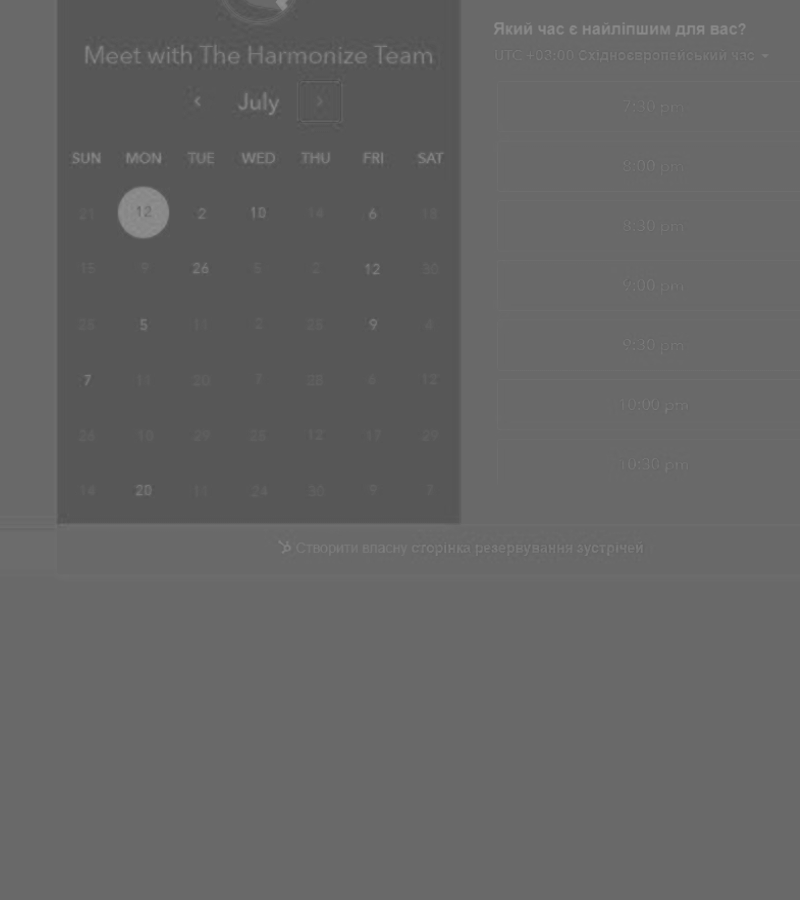 Meet with The Harmonize Team
July
SUN MON TUE WED THU FRI SAT
21 12 2 10 14 6 18
15 9 26 5 2 12 30
25 5 11 2 9 4
7 11 20 7 6 12
26 10 29 28 12 17 29
14 20 11 24 30 9 7
Який час є найліпшим для вас?
UTC +03:00 Східноєвропейський час
7:30 pm
8:00 pm
8:30 pm
9:00 pm
9:30 pm
10:00 pm
10:30 pm
Створити власну сторінка резервування зустрічей